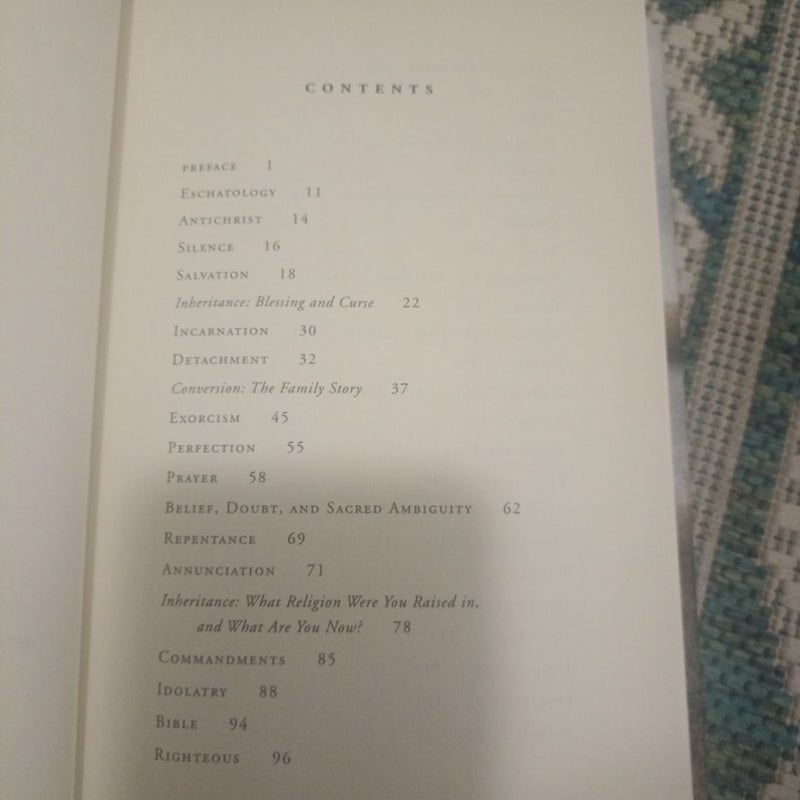 CONTENTS
PREFACE 1
ESCHATOLOGY 11
ANTICHRIST 14
SILENCE 16
SALVATION 18
Inheritance: Blessing and Curse 22
INCARNATION 30
DETACHMENT 32
Conversion: The Family Story 37
EXORCISM 45
PERFECTION 55
PRAYER 58
BELIEF, DOUBT, AND SACRED AMBIGUITY 62
REPENTANCE 69
ANNUNCIATION 71
Inheritance: What Religion Were You Raised in,
and What Are You Now? 78
COMMANDMENTS 85
IDOLATRY 88
BIBLE 94
RIGHTEOUS 96